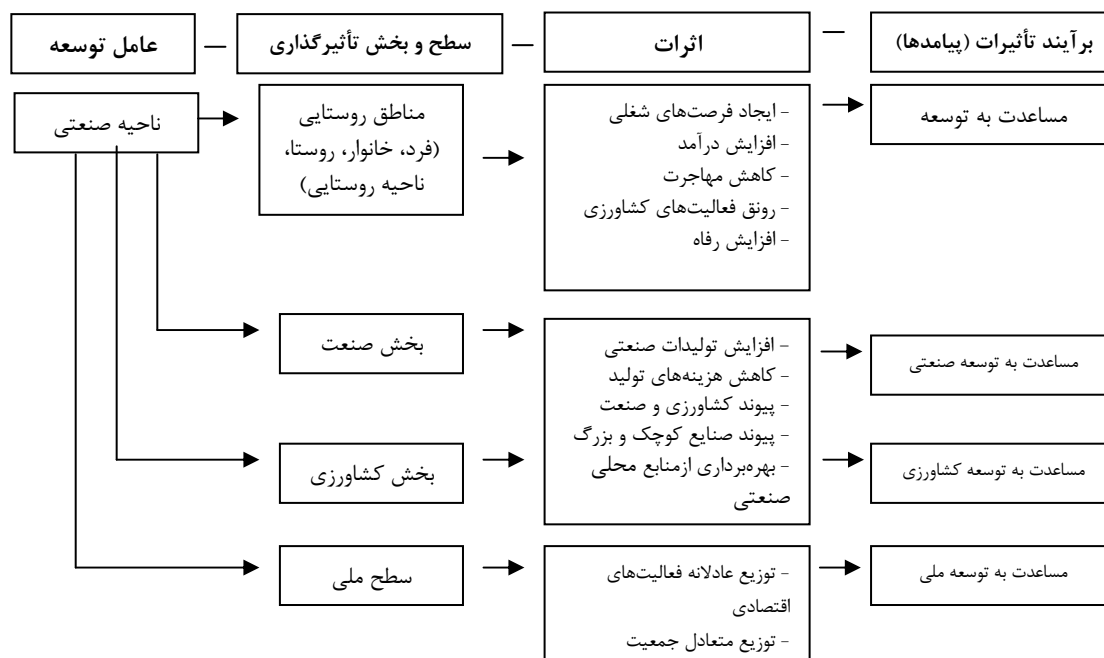 عامل توسعه
سطح و بخش تأثیرگذاری
اثرات
برآیند تأثیرات (پیامدها)
ناحیه صنعتی
مناطق روستایی
(فرد، خانوار، روستا،
ناحیه روستایی)
- ایجاد فرصت‌های شغلی
- افزایش درآمد
- کاهش مهاجرت
- رونق فعالیت‌های کشاورزی
- افزایش رفاه
مساعدت به توسعه
بخش صنعت
- افزایش تولیدات صنعتی
- کاهش هزینه‌های تولید
- پیوند کشاورزی و صنعت
- پیوند صنایع کوچک و بزرگ
- بهره‌برداری ازمنابع محلی
صنعتی
مساعدت به توسعه صنعتی
بخش کشاورزی
مساعدت به توسعه کشاورزی
سطح ملی
- توزیع عادلانه فعالیت‌های
اقتصادی
- توزیع متعادل جمعیت
مساعدت به توسعه ملی